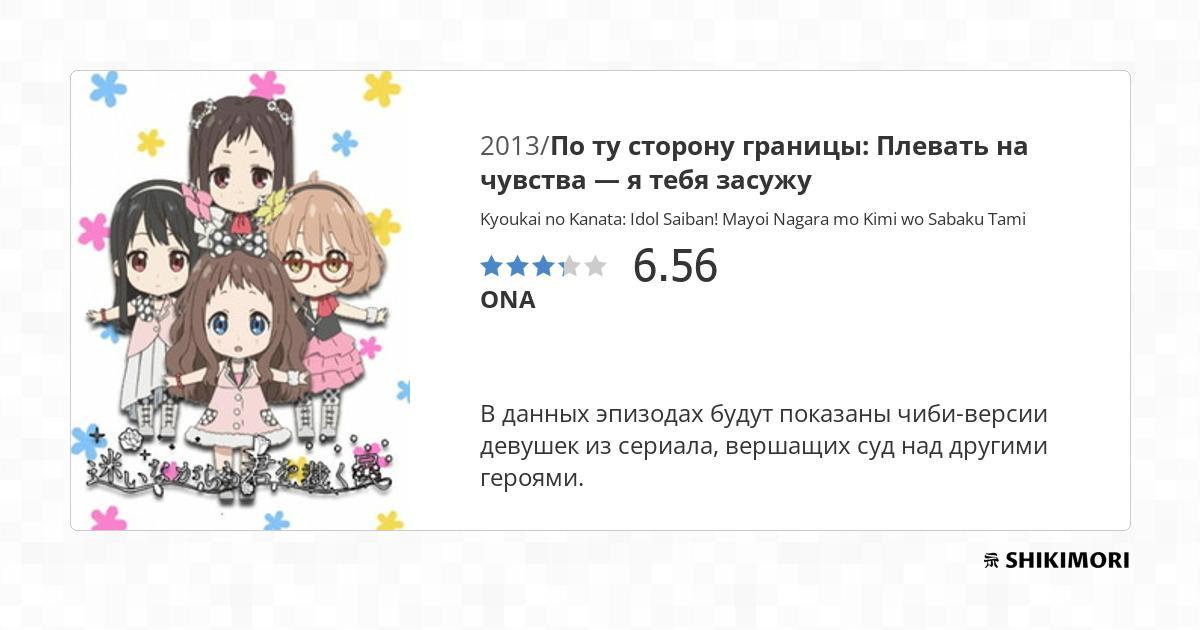 2013/По ту сторону границы: Плевать на
чувства — я тебя засужу
Kyoukai no Kanata: Idol Saiban! Mayoi Nagara mo Kimi wo Sabaku Tami
6.56
ONA
В данных эпизодах будут показаны чиби-версии
девушек из сериала, вершащих суд над другими
героями.
迷いながらも君を裁く民
SHIKIMORI